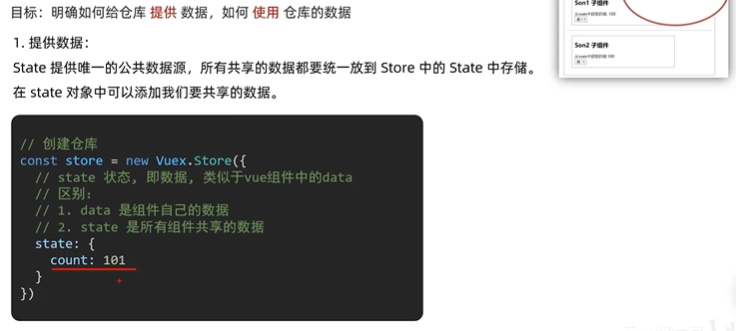 目标：明确如何给仓库 提供 数据，如何 使用 仓库的数据
1. 提供数据：
State 提供唯一的公共数据源，所有共享的数据都要统一放到 Store 中的 State 中存储。
在 state 对象中可以添加我们要共享的数据。
// 创建仓库
const store = new Vuex.Store({
// state 状态, 即数据, 类似于vue组件中的data
// 区别：
// 1. data 是组件自己的数据
// 2. state 是所有组件共享的数据
state: {
count: 101
}
})
Son1 子组件
Son2 子组件